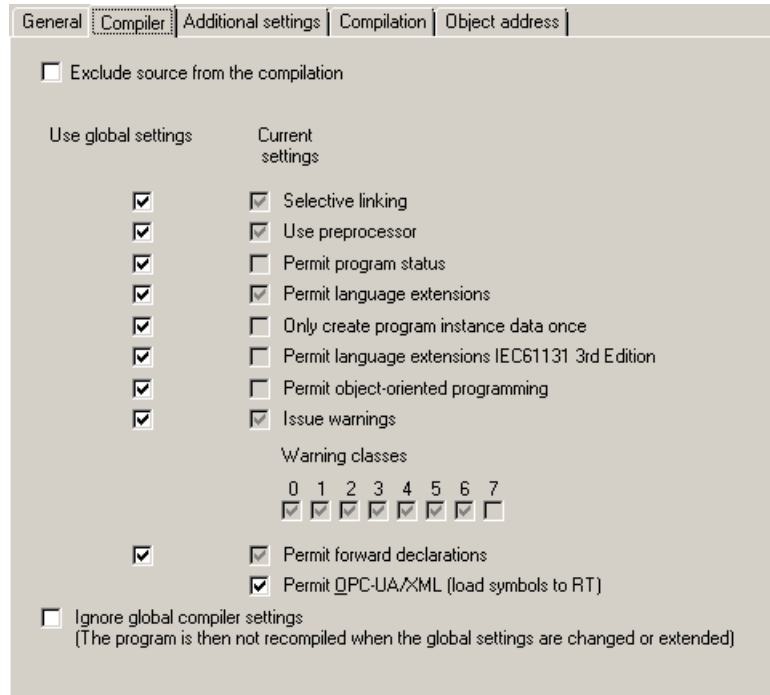 General Compiler Additional settings Compilation Object address
Exclude source from the compilation
Use global settings Current
settings
Selective linking
Use preprocessor
Permit program status
Permit language extensions
Only create program instance data once
Permit language extensions IEC61131 3rd Edition
Permit object-oriented programming
Issue warnings
Warning classes
0 1 2 3 4 5 6 7
Permit forward declarations
Permit OPC-UA/XML (load symbols to RT)
Ignore global compiler settings
(The program is then not recompiled when the global settings are changed or extended)